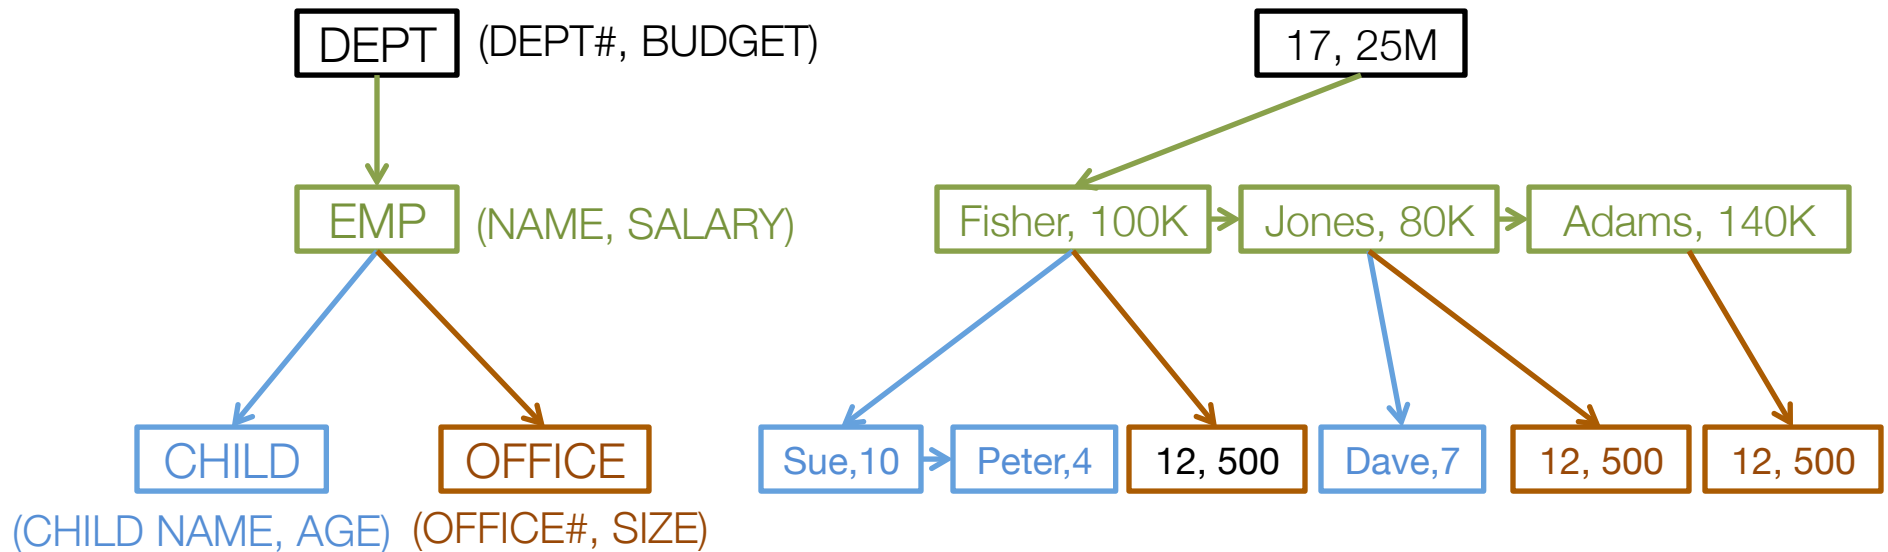 DEPT (DEPT#, BUDGET)
17, 25M
EMP (NAME, SALARY)
Fisher, 100K
Jones, 80K
Adams, 140K
CHILD
OFFICE
Sue,10
Peter,4
12, 500
Dave,7
12, 500
12, 500
(CHILD NAME, AGE) (OFFICE#, SIZE)